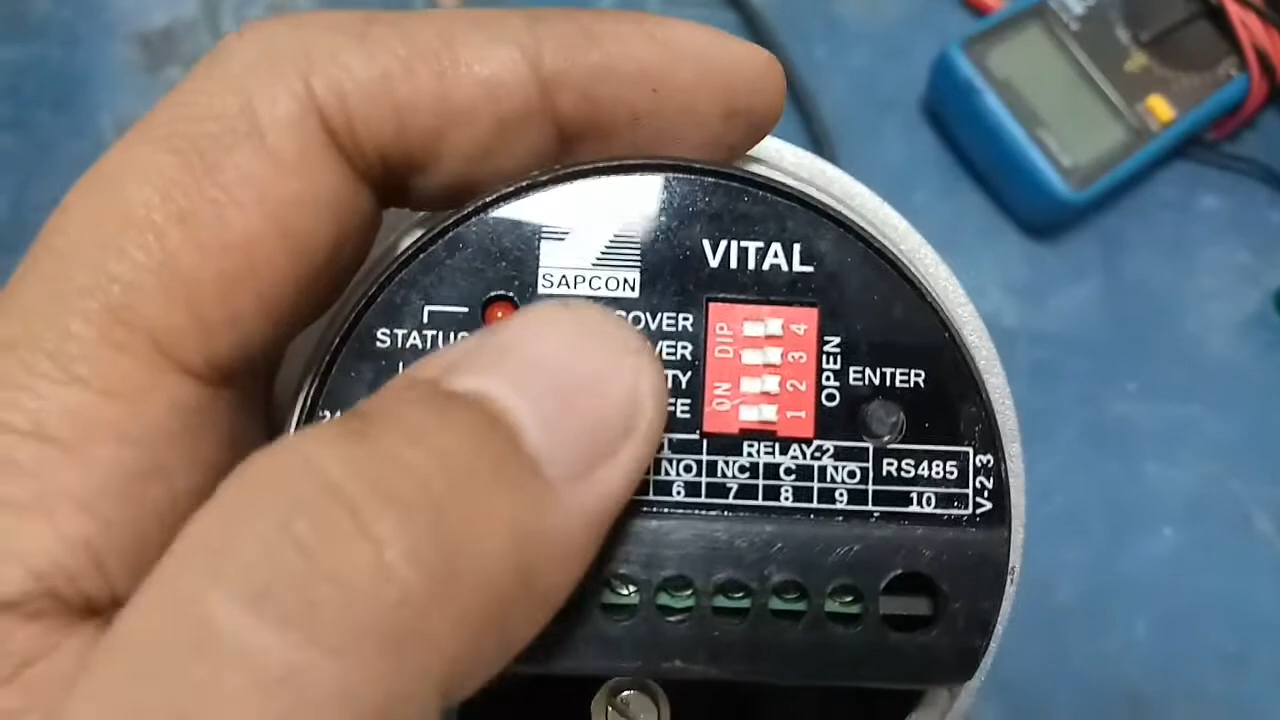 SAPCON
VITAL
STATUS
COVER
VER
TY
FE
ON DIP
1 2 3 4
OPEN
ENTER
RELAY-2
NO NC C NO
6 7 8 9
RS485
10
V-2.3